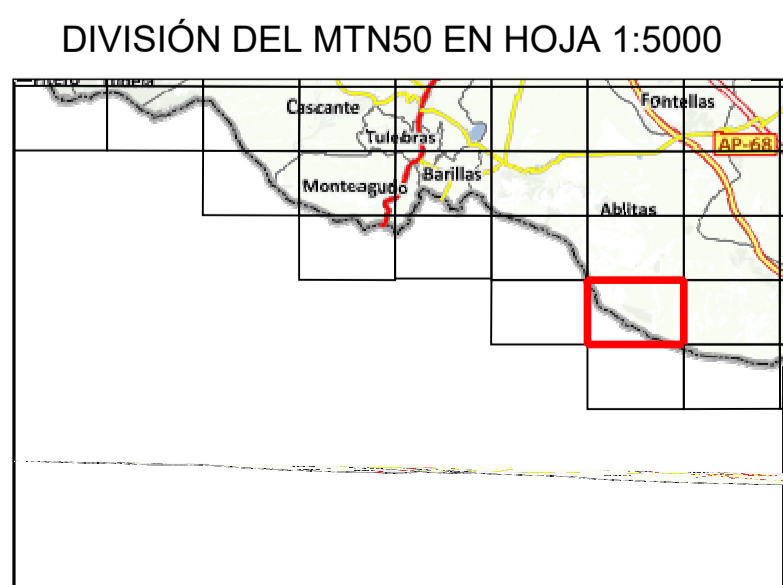 DIVISIÓN DEL MTN50 EN HOJA 1:5000
Fontellas
Cascante
Tulebras
AP-68
Barillas
Monteagudo
Ablitas